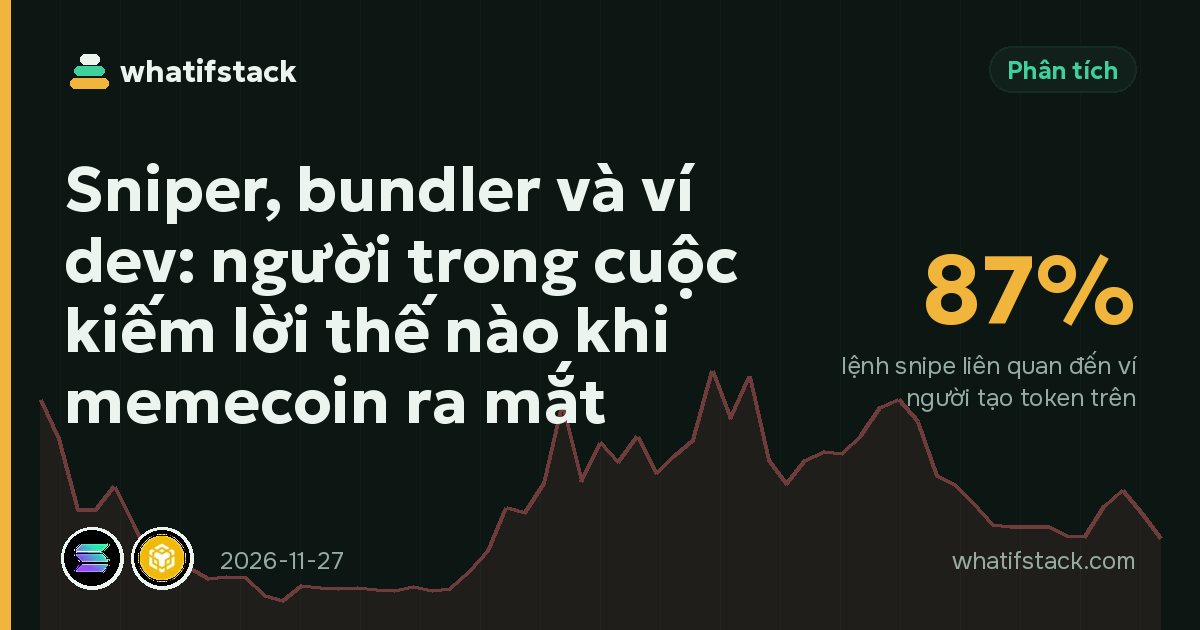 whatifstack
Phân tích
Sniper, bundler và ví
dev: người trong cuộc
kiếm lời thế nào khi
memecoin ra mắt
87%
lệnh snipe liên quan đến ví
người tạo token trên
2026-11-27
whatifstack.com